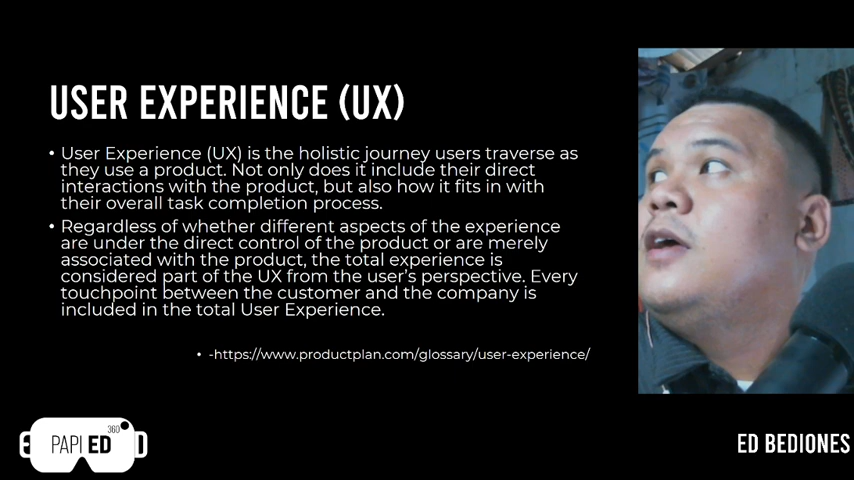 USER EXPERIENCE (UX)
• User Experience (UX) is the holistic journey users traverse as
they use a product. Not only does it include their direct
interactions with the product, but also how it fits in with
their overall task completion process.
• Regardless of whether different aspects of the experience
are under the direct control of the product or are merely
associated with the product, the total experience is
considered part of the UX from the user's perspective. Every
touchpoint between the customer and the company is
included in the total User Experience.
• -https://www.productplan.com/glossary/user-experience/
360
PAPI ED
ED BEDIONES